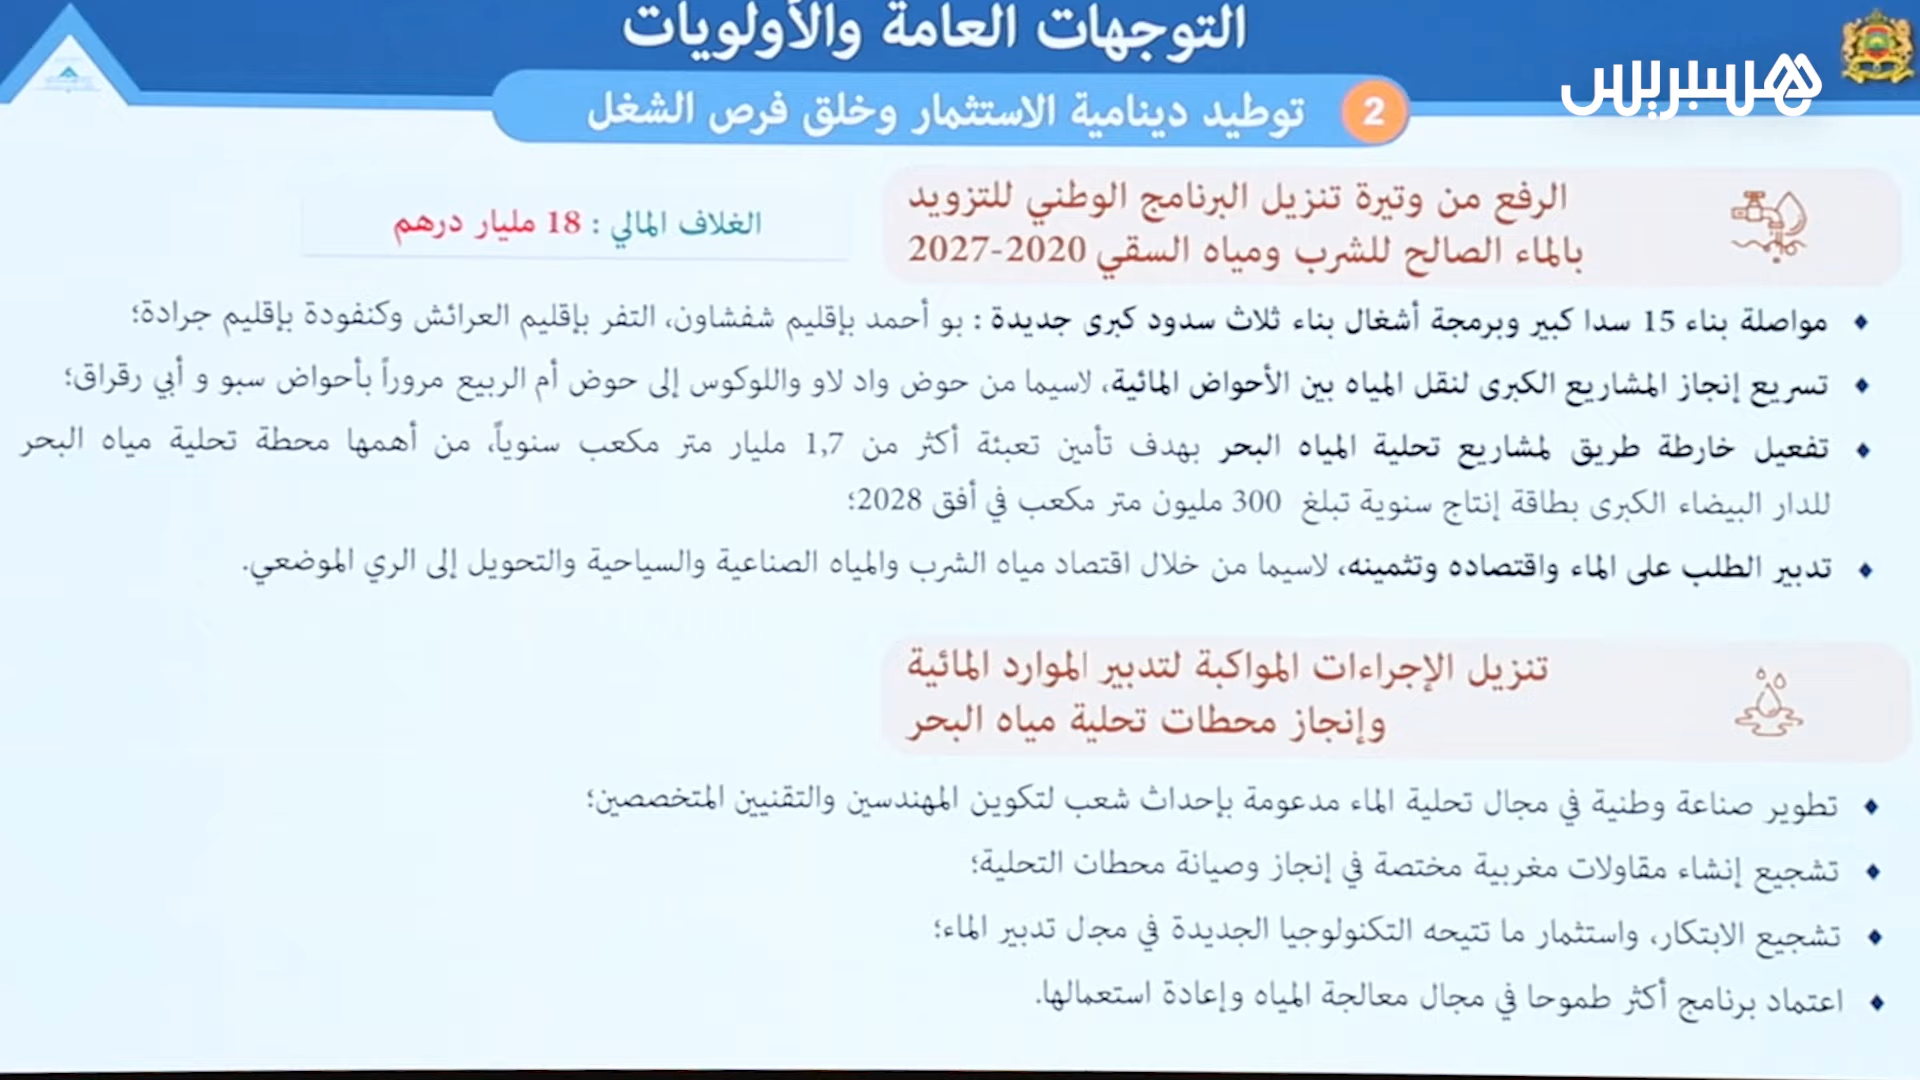 التوجهات العامة والأولويات
هسبريس
2 توطيد دينامية الاستثمار وخلق فرص الشغل
الرفع من وتيرة تنزيل البرنامج الوطني للتزويد
بالماء الصالح للشرب ومياه السقي 2020-2027
الغلاف المالي : 18 مليار درهم
مواصلة بناء 15 سدا كبير وبرمجة أشغال بناء ثلاث سدود كبرى جديدة : بو أحمد بإقليم شفشاون، التفر بإقليم العرائش وكنفودة بإقليم جرادة؛
تسريع إنجاز المشاريع الكبرى لنقل المياه بين الأحواض المائية، لاسيما من حوض واد لاو واللوكوس إلى حوض أم الربيع مروراً بأحواض سبو و أبي رقراق؛
تفعيل خارطة طريق لمشاريع تحلية المياه البحر بهدف تأمين تعبئة أكثر من 1,7 مليار متر مكعب سنوياً، من أهمها محطة تحلية مياه البحر
للدار البيضاء الكبرى بطاقة إنتاج سنوية تبلغ 300 مليون متر مكعب في أفق 2028؛
تدبير الطلب على الماء واقتصاده وتثمينه، لاسيما من خلال اقتصاد مياه الشرب والمياه الصناعية والسياحية والتحويل إلى الري الموضعي.
تنزيل الإجراءات المواكبة لتدبير الموارد المائية
وإنجاز محطات تحلية مياه البحر
تطوير صناعة وطنية في مجال تحلية الماء مدعومة بإحداث شعب لتكوين المهندسين والتقنيين المتخصصين؛
تشجيع إنشاء مقاولات مغربية مختصة في إنجاز وصيانة محطات التحلية؛
تشجيع الابتكار، واستثمار ما تتيحه التكنولوجيا الجديدة في مجال تدبير الماء؛
اعتماد برنامج أكثر طموحا في مجال معالجة المياه وإعادة استعمالها.